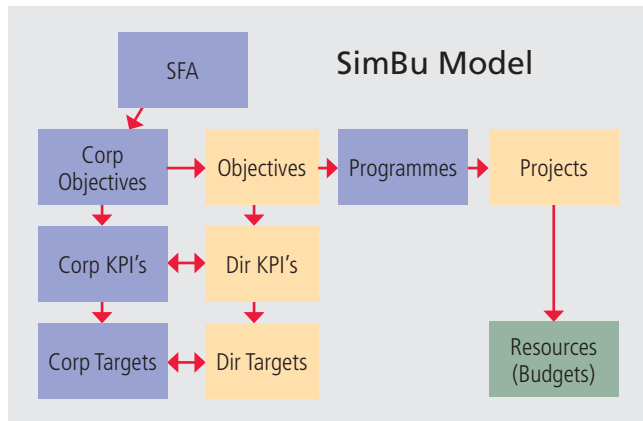 SimBu Model
SFA
Corp
Objectives
Objectives
Programmes
Projects
Corp KPI's
Dir KPI's
Corp Targets
Dir Targets
Resources
(Budgets)